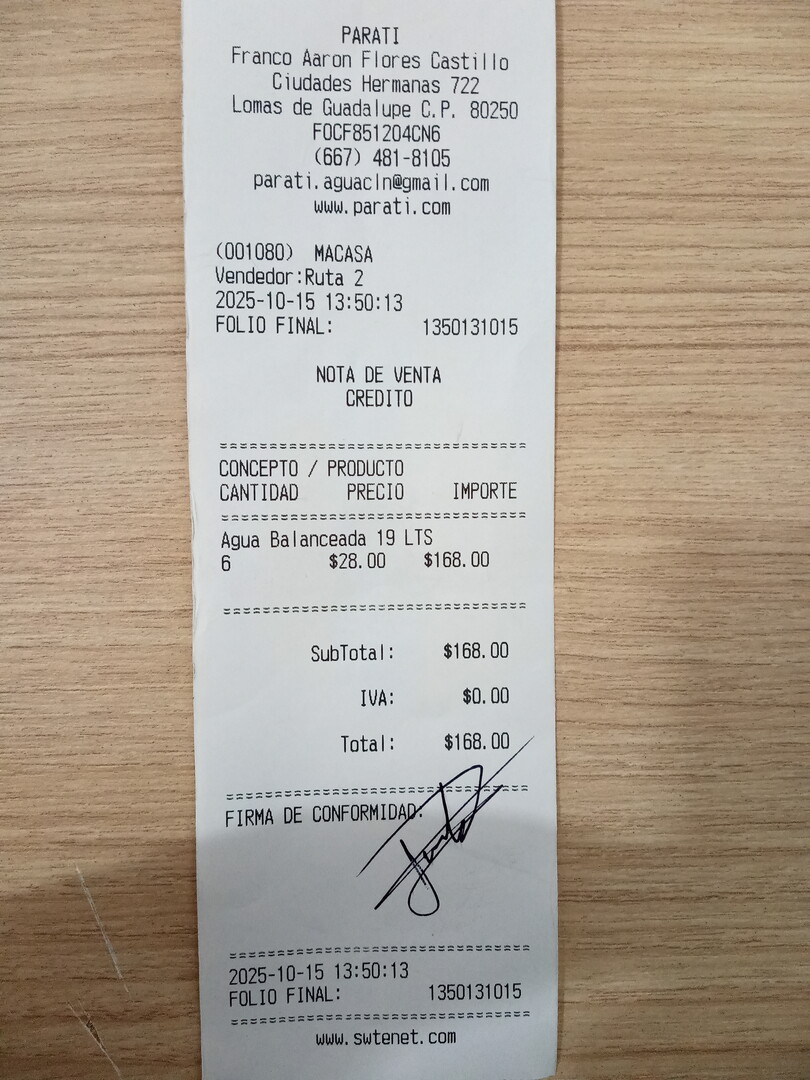 PARATI
Franco Aaron Flores Castillo
Ciudades Hermanas 722
Lomas de Guadalupe C.P. 80250
FOCF851204CN6
(667) 481-8105
parati.aguacln@gmail.com
www.parati.com
(001080) MACASA
Vendedor:Ruta 2
2025-10-15 13:50:13
FOLIO FINAL: 1350131015
NOTA DE VENTA
CREDITO
CONCEPTO / PRODUCTO
CANTIDAD PRECIO IMPORTE
Agua Balanceada 19 LTS
6 $28.00 $168.00
SubTotal: $168.00
IVA: $0.00
Total: $168.00
FIRMA DE CONFORMIDAD:
2025-10-15 13:50:13
FOLIO FINAL: 1350131015
www.swtenet.com